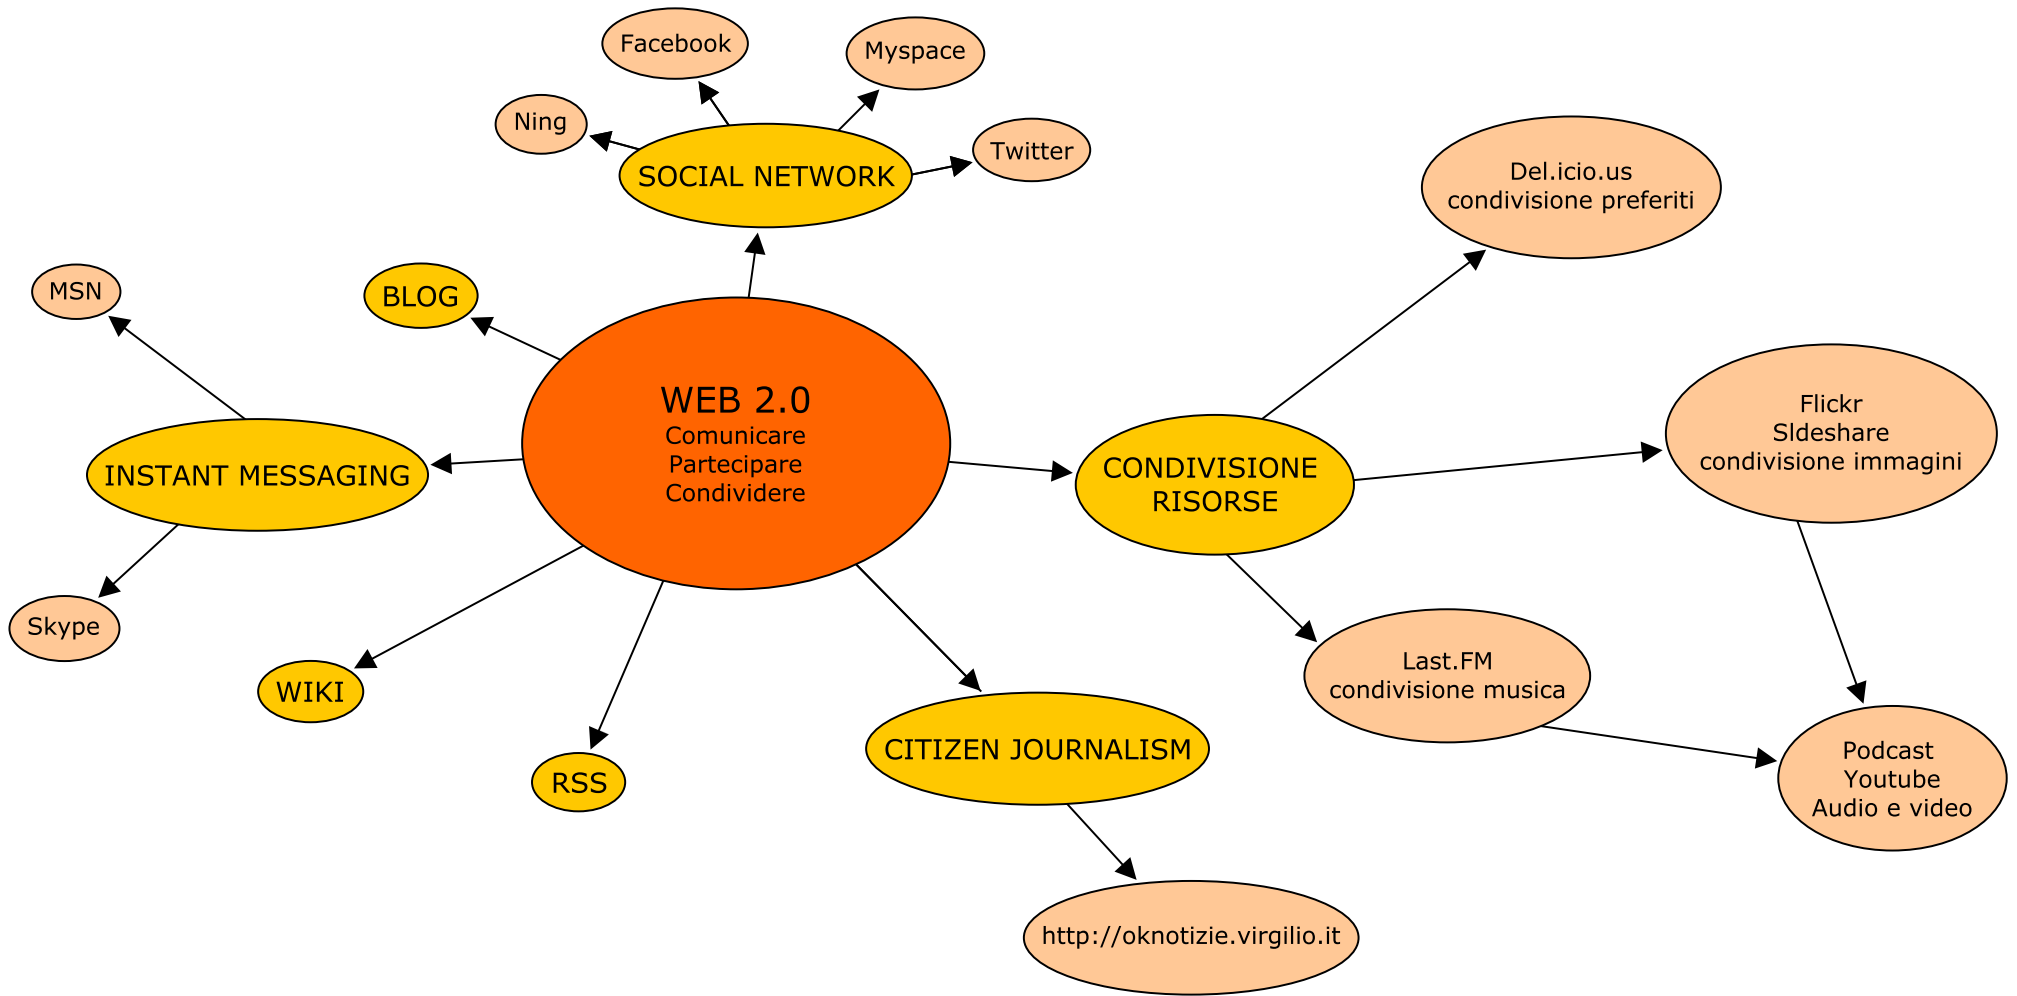 Facebook
Myspace
Ning
Twitter
SOCIAL NETWORK
Del.icio.us
condivisione preferiti
MSN
BLOG
WEB 2.0
Comunicare
Partecipare
Condividere
INSTANT MESSAGING
CONDIVISIONE
RISORSE
Flickr
Sldeshare
condivisione immagini
Skype
WIKI
RSS
CITIZEN JOURNALISM
Last.FM
condivisione musica
Podcast
Youtube
Audio e video
http://oknotizie.virgilio.it